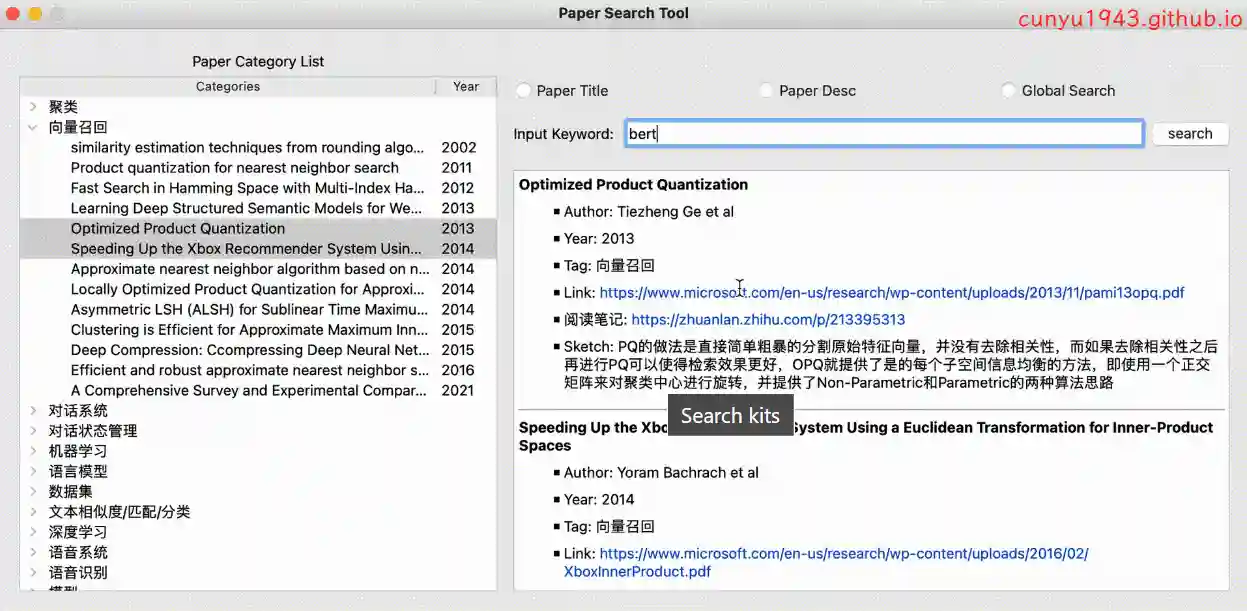 Paper Search Tool
cunyu1943.github.io
Paper Category List
Categories Year
聚类
向量召回
similarity estimation techniques from rounding algo... 2002
Product quantization for nearest neighbor search 2011
Fast Search in Hamming Space with Multi-Index Ha... 2012
Learning Deep Structured Semantic Models for We... 2013
Optimized Product Quantization 2013
Speeding Up the Xbox Recommender System Usin... 2014
Approximate nearest neighbor algorithm based on n... 2014
Locally Optimized Product Quantization for Approxi... 2014
Asymmetric LSH (ALSH) for Sublinear Time Maximu... 2014
Clustering is Efficient for Approximate Maximum Inn... 2015
Deep Compression: Ccompressing Deep Neural Net... 2015
Efficient and robust approximate nearest neighbor s... 2016
A Comprehensive Survey and Experimental Compar... 2021
对话系统
对话状态管理
机器学习
语言模型
数据集
文本相似度/匹配/分类
深度学习
语音系统
语音识别
Paper Title Paper Desc Global Search
Input Keyword: bert search
Optimized Product Quantization
Author: Tiezheng Ge et al
Year: 2013
Tag: 向量召回
Link: https://www.microsoft.com/en-us/research/wp-content/uploads/2013/11/pami13opq.pdf
阅读笔记: https://zhuanlan.zhihu.com/p/213395313
Sketch: PQ的做法是直接简单粗暴的分割原始特征向量，并没有去除相关性，而如果去除相关性之后
再进行PQ可以使得检索效果更好，OPQ就提供了是的每个子空间信息均衡的方法，即使用一个正交
矩阵来对聚类中心进行旋转，并提供了Non-Parametric和Parametric的两种算法思路
Search kits
Speeding Up the Xbo ystem Using a Euclidean Transformation for Inner-Product
Spaces
Author: Yoram Bachrach et al
Year: 2014
Tag: 向量召回
Link: https://www.microsoft.com/en-us/research/wp-content/uploads/2016/02/
XboxInnerProduct.pdf